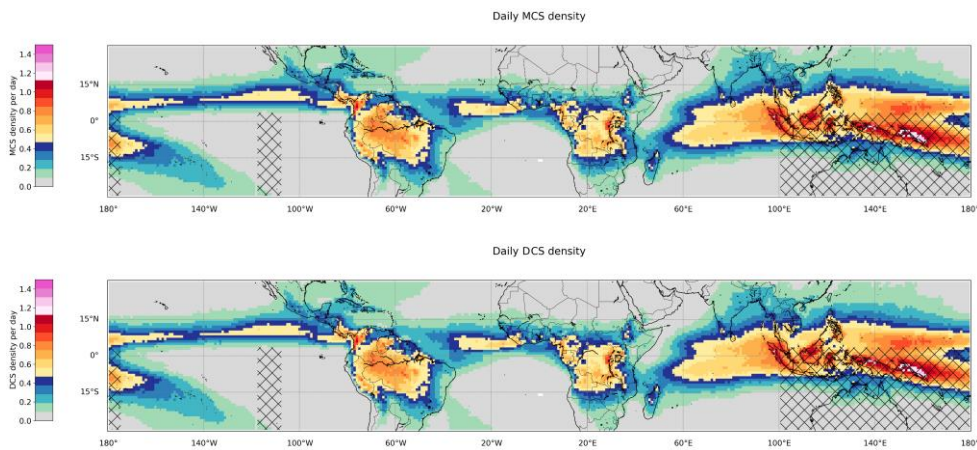 Daily MCS density
MCS density per day
1.4
1.2
1.0
0.8
0.6
0.4
0.2
0.0
15°N
0°
15°S
180°
140°W
100°W
60°W
20°W
20°E
60°E
100°E
140°E
180°
Daily DCS density
DCS density per day
1.4
1.2
1.0
0.8
0.6
0.4
0.2
0.0
15°N
0°
15°S
180°
140°W
100°W
60°W
20°W
20°E
60°E
100°E
140°E
180°